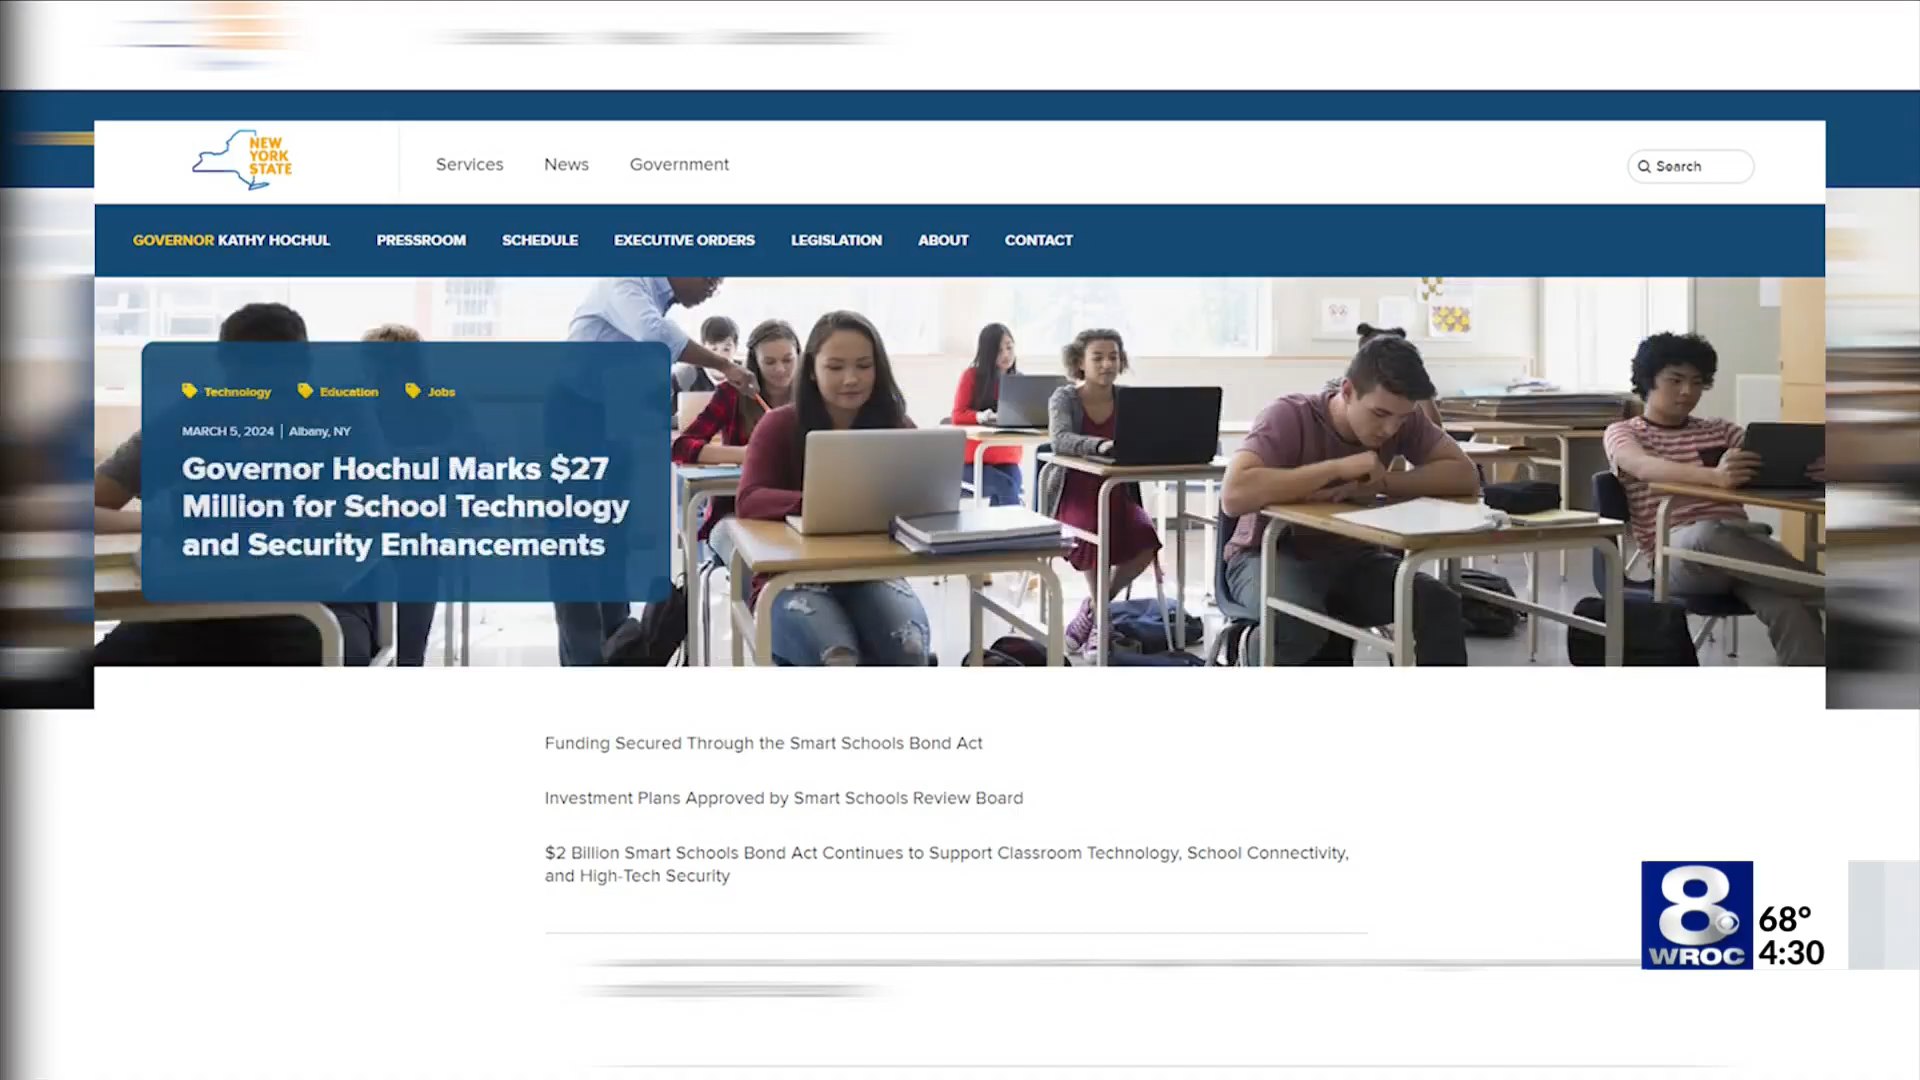 NEW
YORK
STATE
Services
News
Government
Search
GOVERNOR KATHY HOCHUL
PRESSROOM
SCHEDULE
EXECUTIVE ORDERS
LEGISLATION
ABOUT
CONTACT
Technology
Education
Jobs
MARCH 5, 2024 | Albany, NY
Governor Hochul Marks $27
Million for School Technology
and Security Enhancements
Funding Secured Through the Smart Schools Bond Act
Investment Plans Approved by Smart Schools Review Board
$2 Billion Smart Schools Bond Act Continues to Support Classroom Technology, School Connectivity,
and High-Tech Security
8
WROC
68°
4:30